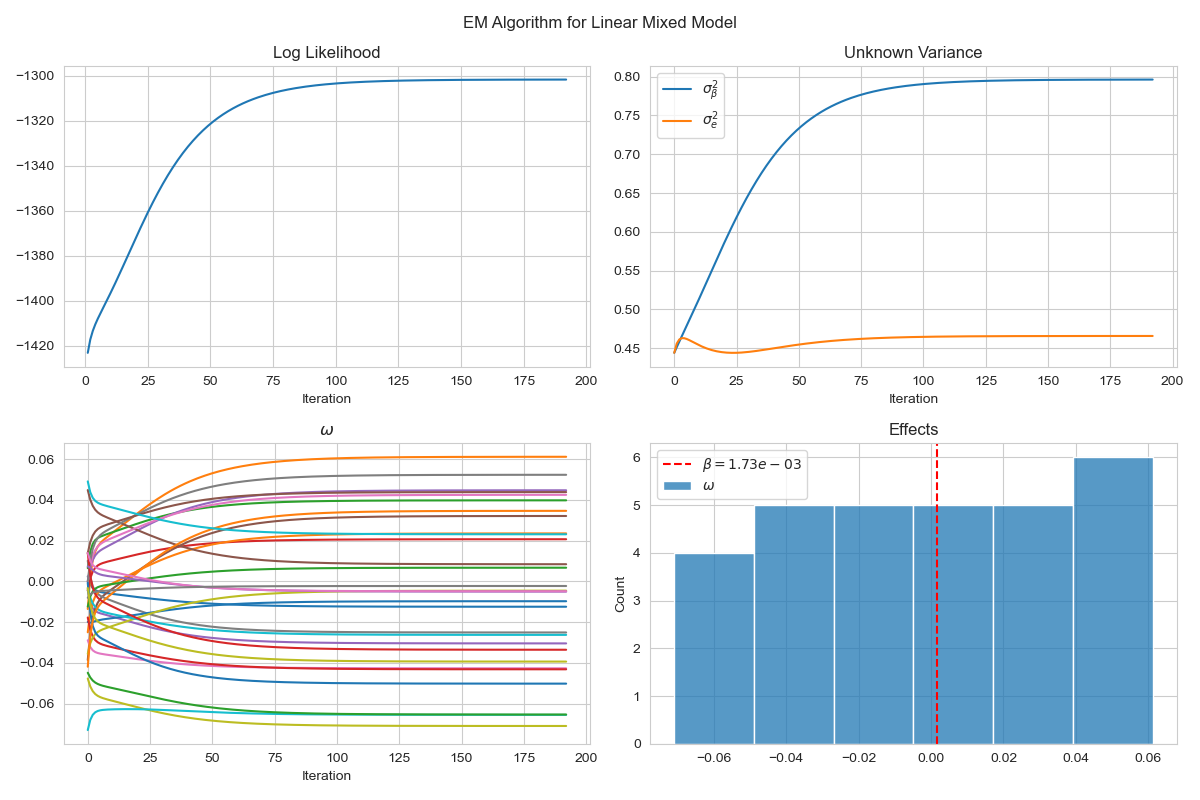 EM Algorithm for Linear Mixed Model
Log Likelihood
−1300
−1320
−1340
−1360
−1380
−1400
−1420
0 25 50 75 100 125 150 175 200
Iteration
Unknown Variance
0.80
0.75
0.70
0.65
0.60
0.55
0.50
0.45
σ²_β
σ²_e
0 25 50 75 100 125 150 175 200
Iteration
ω
0.06
0.04
0.02
0.00
−0.02
−0.04
−0.06
0 25 50 75 100 125 150 175 200
Iteration
Effects
6
5
4
3
2
1
0
Count
β = 1.73e − 03
ω
−0.06 −0.04 −0.02 0.00 0.02 0.04 0.06